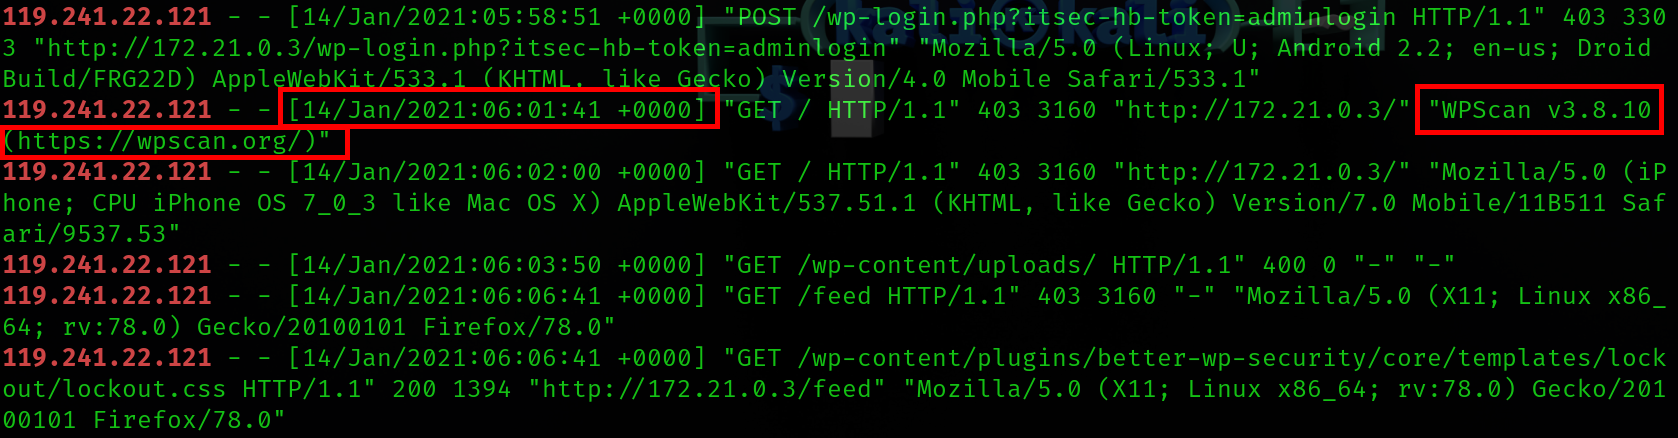 119.241.22.121 - - [14/Jan/2021:05:58:51 +0000] "POST /wp-login.php?itsec-hb-token=adminlogin HTTP/1.1" 403 330
3 "http://172.21.0.3/wp-login.php?itsec-hb-token=adminlogin" "Mozilla/5.0 (Linux; U; Android 2.2; en-us; Droid
Build/FRG22D) AppleWebKit/533.1 (KHTML, like Gecko) Version/4.0 Mobile Safari/533.1"
119.241.22.121 - - [14/Jan/2021:06:01:41 +0000] "GET / HTTP/1.1" 403 3160 "http://172.21.0.3/" "WPScan v3.8.10
(https://wpscan.org/)"
119.241.22.121 - - [14/Jan/2021:06:02:00 +0000] "GET / HTTP/1.1" 403 3160 "http://172.21.0.3/" "Mozilla/5.0 (iP
hone; CPU iPhone OS 7_0_3 like Mac OS X) AppleWebKit/537.51.1 (KHTML, like Gecko) Version/7.0 Mobile/11B511 Saf
ari/9537.53"
119.241.22.121 - - [14/Jan/2021:06:03:50 +0000] "GET /wp-content/uploads/ HTTP/1.1" 400 0 "-" "-"
119.241.22.121 - - [14/Jan/2021:06:06:41 +0000] "GET /feed HTTP/1.1" 403 3160 "-" "Mozilla/5.0 (X11; Linux x86_
64; rv:78.0) Gecko/20100101 Firefox/78.0"
119.241.22.121 - - [14/Jan/2021:06:06:41 +0000] "GET /wp-content/plugins/better-wp-security/core/templates/lock
out/lockout.css HTTP/1.1" 200 1394 "http://172.21.0.3/feed" "Mozilla/5.0 (X11; Linux x86_64; rv:78.0) Gecko/201
00101 Firefox/78.0"